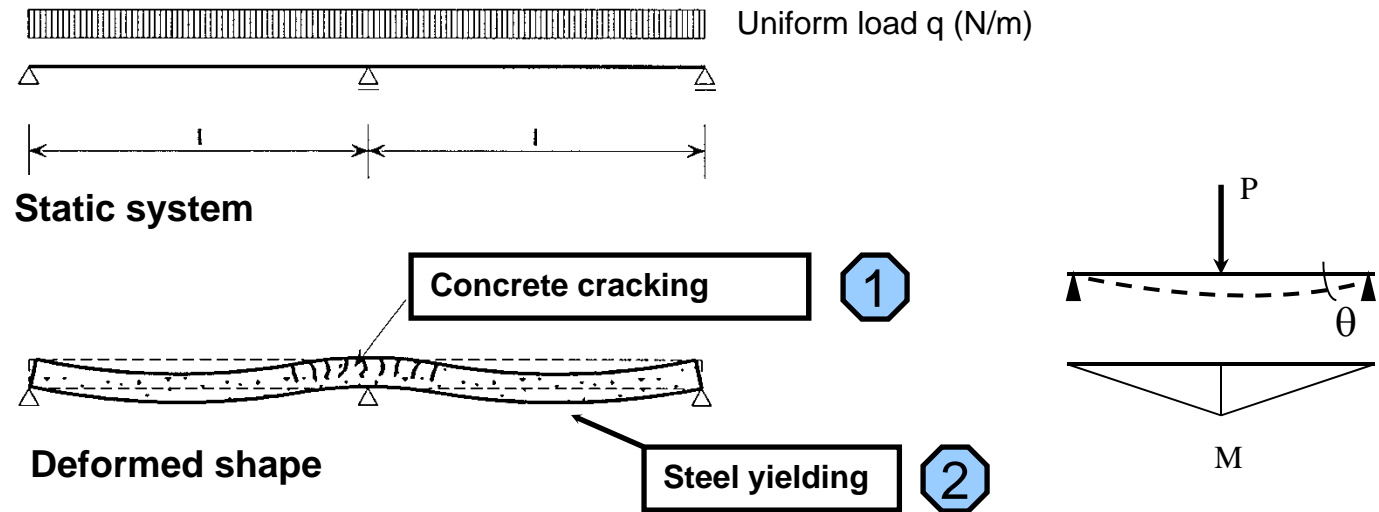 Uniform load q (N/m)
l l
Static system
P
Concrete cracking 1
θ
Deformed shape
M
Steel yielding 2